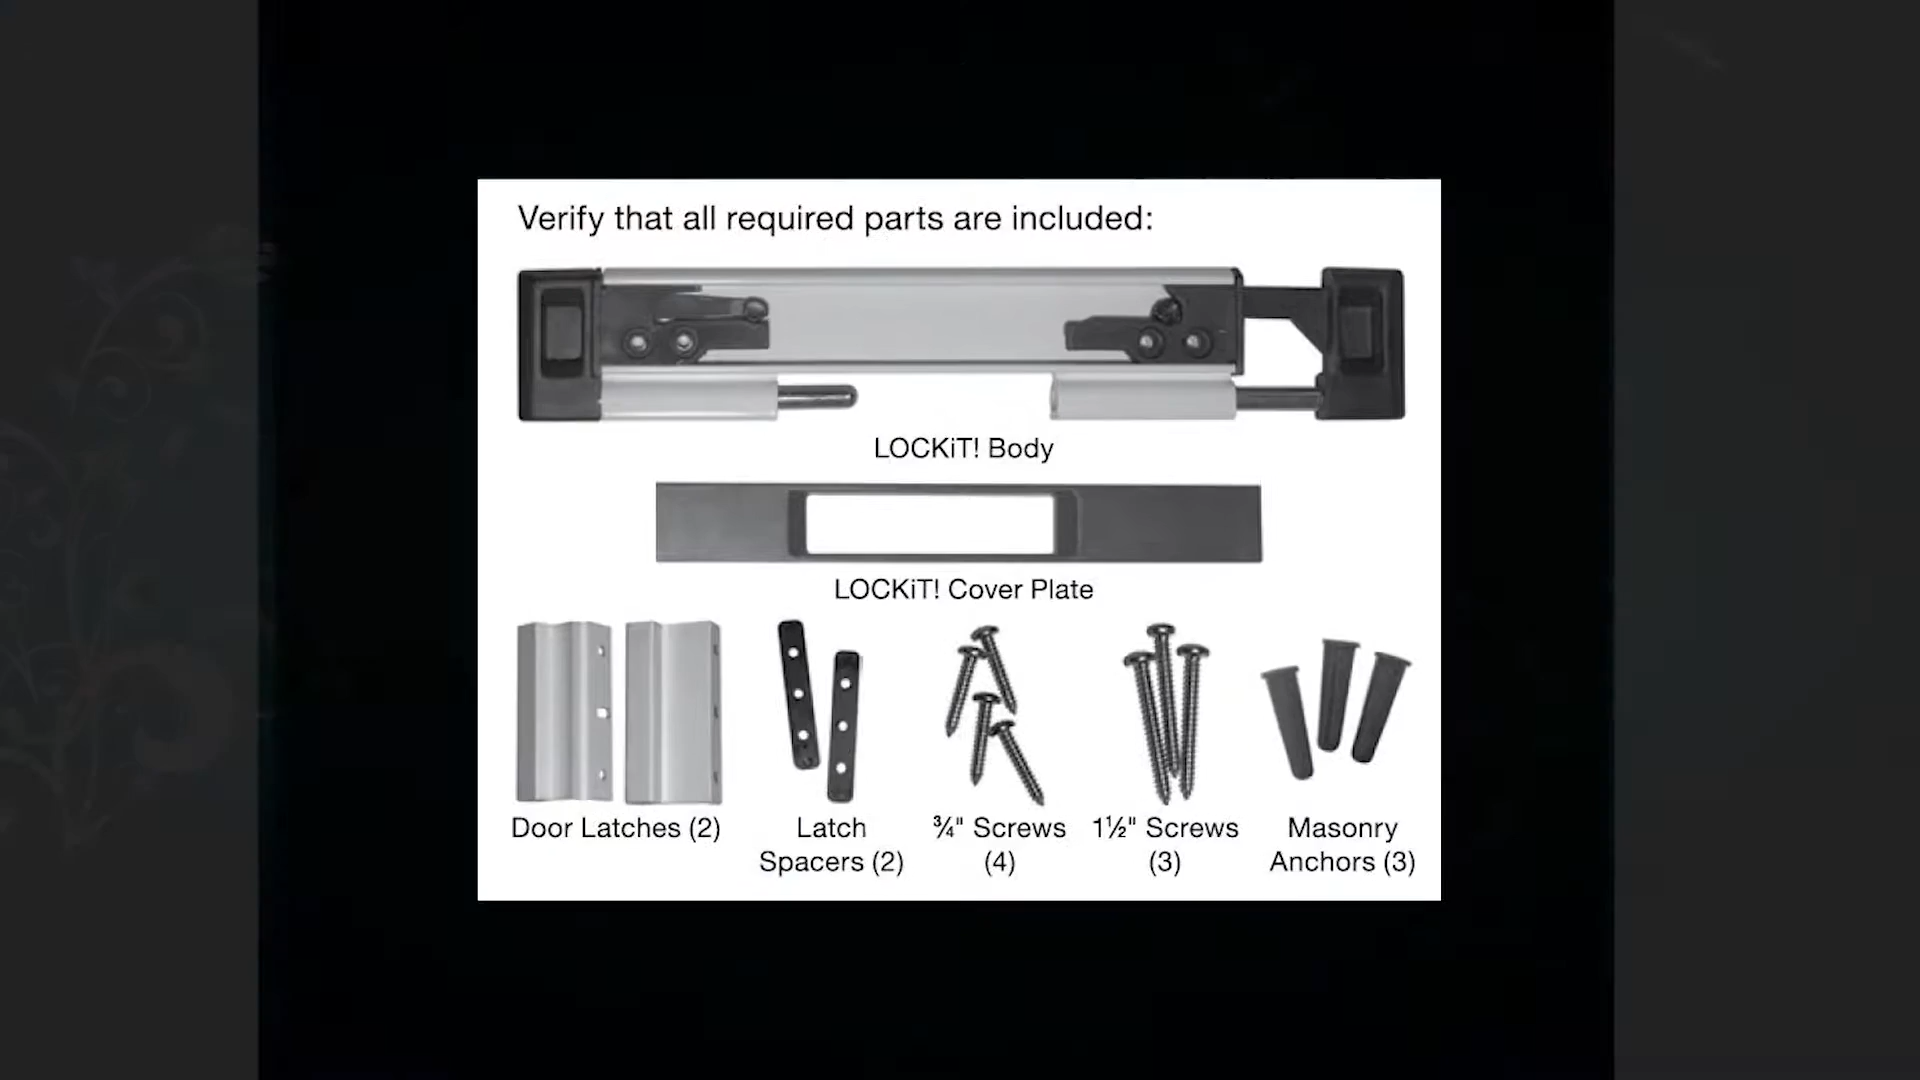 Verify that all required parts are included:
LOCKiT! Body
LOCKiT! Cover Plate
Door Latches (2)
Latch
Spacers (2)
¾" Screws
(4)
1½" Screws
(3)
Masonry
Anchors (3)